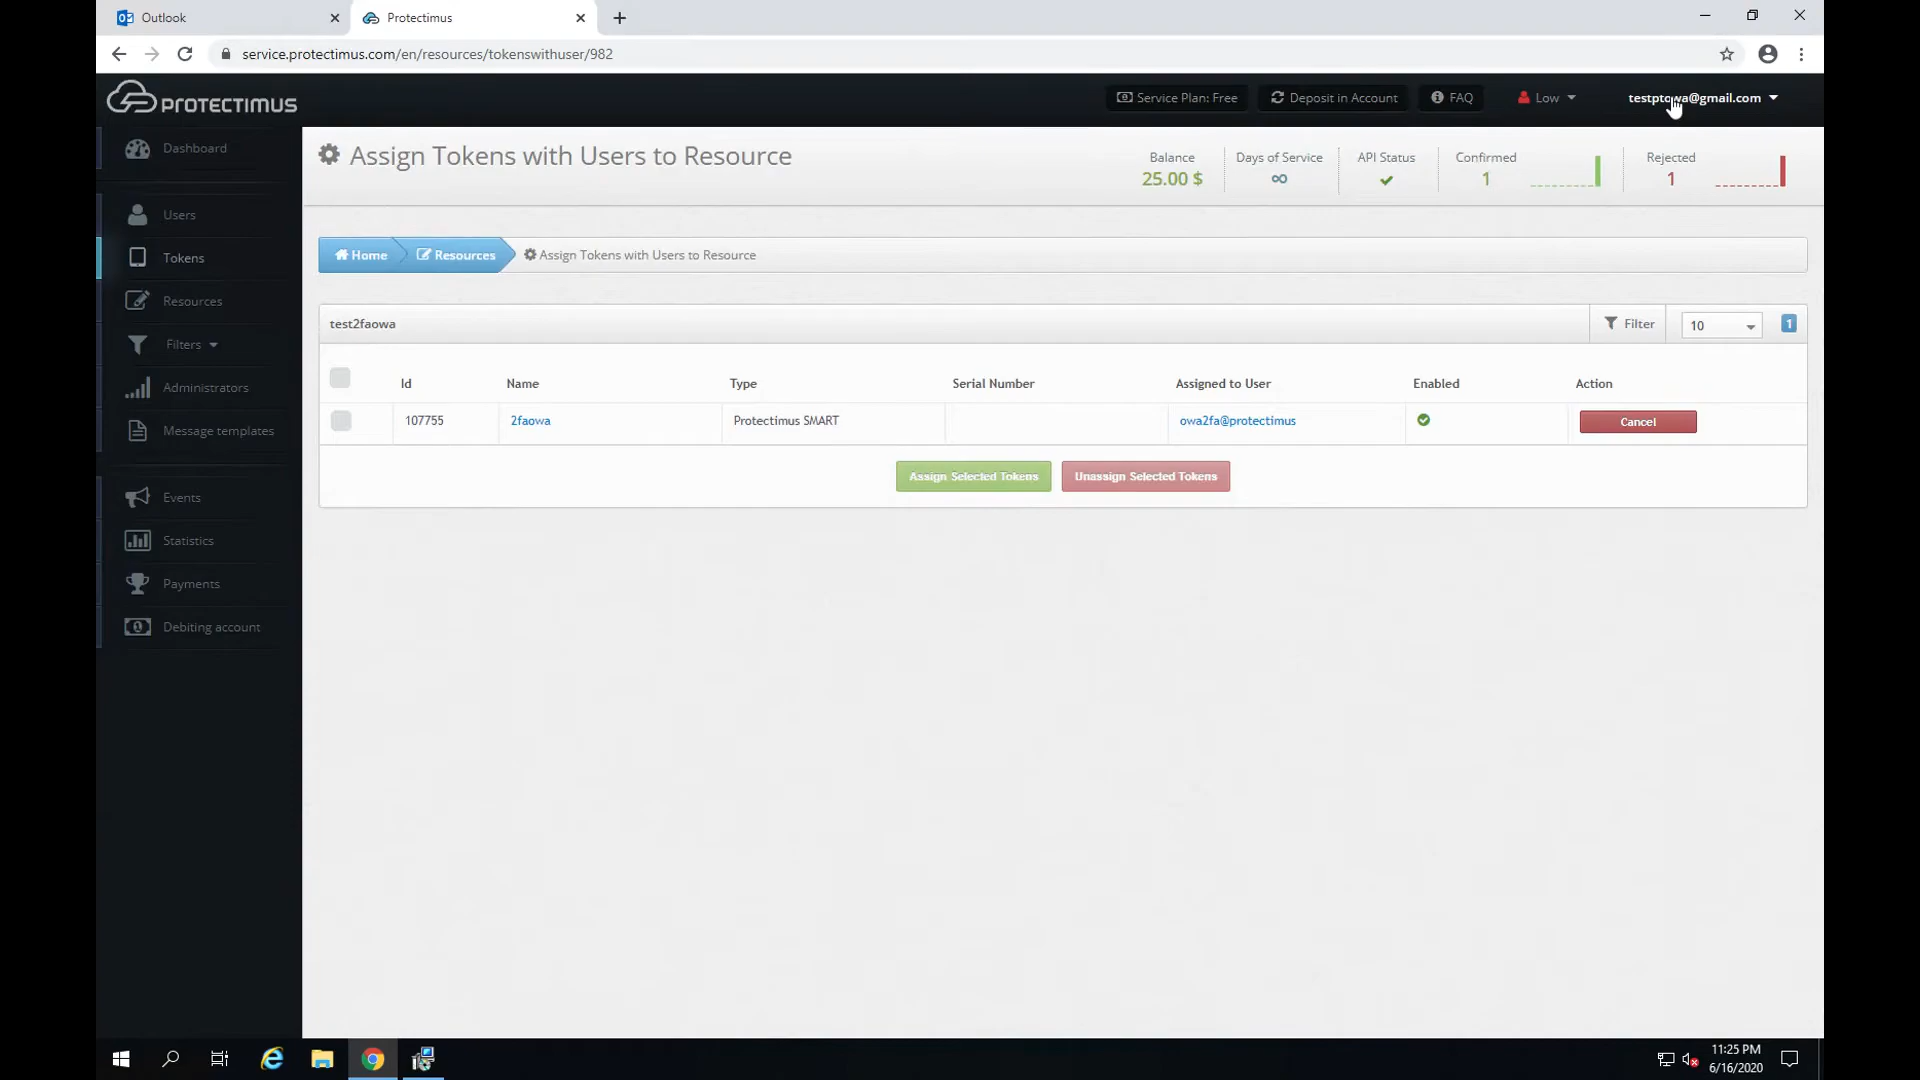 Outlook
Protectimus
service.protectimus.com/en/resources/tokenswithuser/982
PROTECTIMUS
Service Plan: Free
Deposit in Account
FAQ
Low
testptowa@gmail.com
Dashboard
Users
Tokens
Resources
Filters
Administrators
Message templates
Events
Statistics
Payments
Debiting account
Assign Tokens with Users to Resource
Balance
25.00 $
Days of Service
∞
API Status
Confirmed
1
Rejected
1
Home
Resources
Assign Tokens with Users to Resource
test2faowa
Filter
10
1
Id Name Type Serial Number Assigned to User Enabled Action
107755 2faowa Protectimus SMART owa2fa@protectimus Cancel
Assign Selected Tokens
Unassign Selected Tokens
11:25 PM
6/16/2020